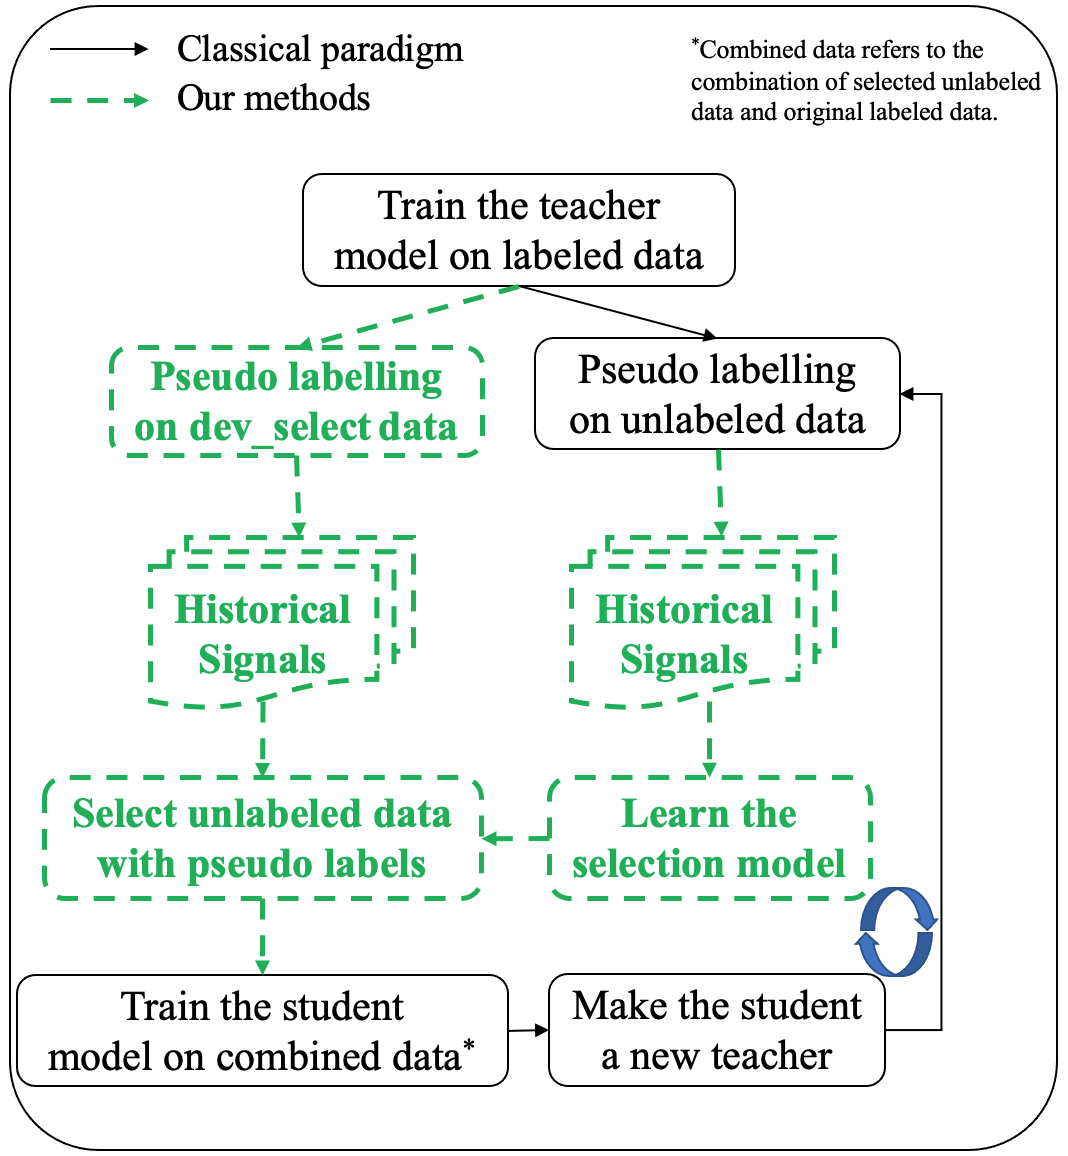 Classical paradigm
Our methods
*Combined data refers to the
combination of selected unlabeled
data and original labeled data.
Train the teacher
model on labeled data
Pseudo labelling
on dev_select data
Pseudo labelling
on unlabeled data
Historical
Signals
Historical
Signals
Select unlabeled data
with pseudo labels
Learn the
selection model
Train the student
model on combined data*
Make the student
a new teacher